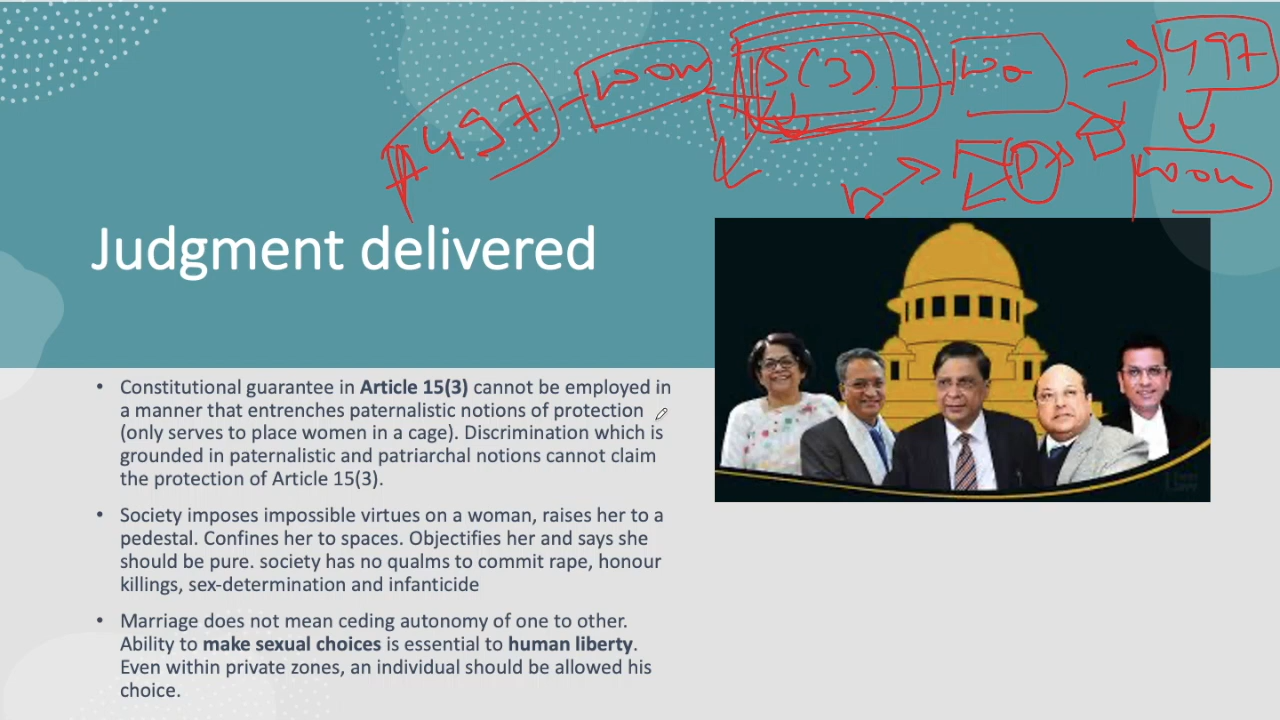 497
15(3)
497
Judgment delivered
• Constitutional guarantee in Article 15(3) cannot be employed in
a manner that entrenches paternalistic notions of protection
(only serves to place women in a cage). Discrimination which is
grounded in paternalistic and patriarchal notions cannot claim
the protection of Article 15(3).
• Society imposes impossible virtues on a woman, raises her to a
pedestal. Confines her to spaces. Objectifies her and says she
should be pure. society has no qualms to commit rape, honour
killings, sex-determination and infanticide
• Marriage does not mean ceding autonomy of one to other.
Ability to make sexual choices is essential to human liberty.
Even within private zones, an individual should be allowed his
choice.